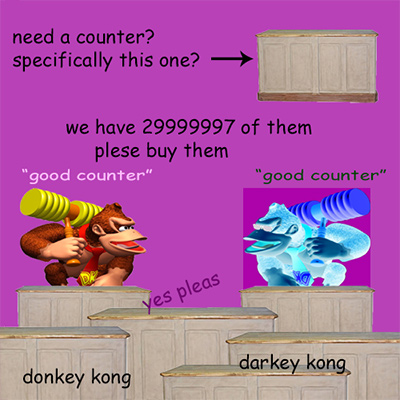 need a counter?
specifically this one?
we have 29999997 of them
plese buy them
"good counter"
"good counter"
yes pleas
donkey kong
darkey kong